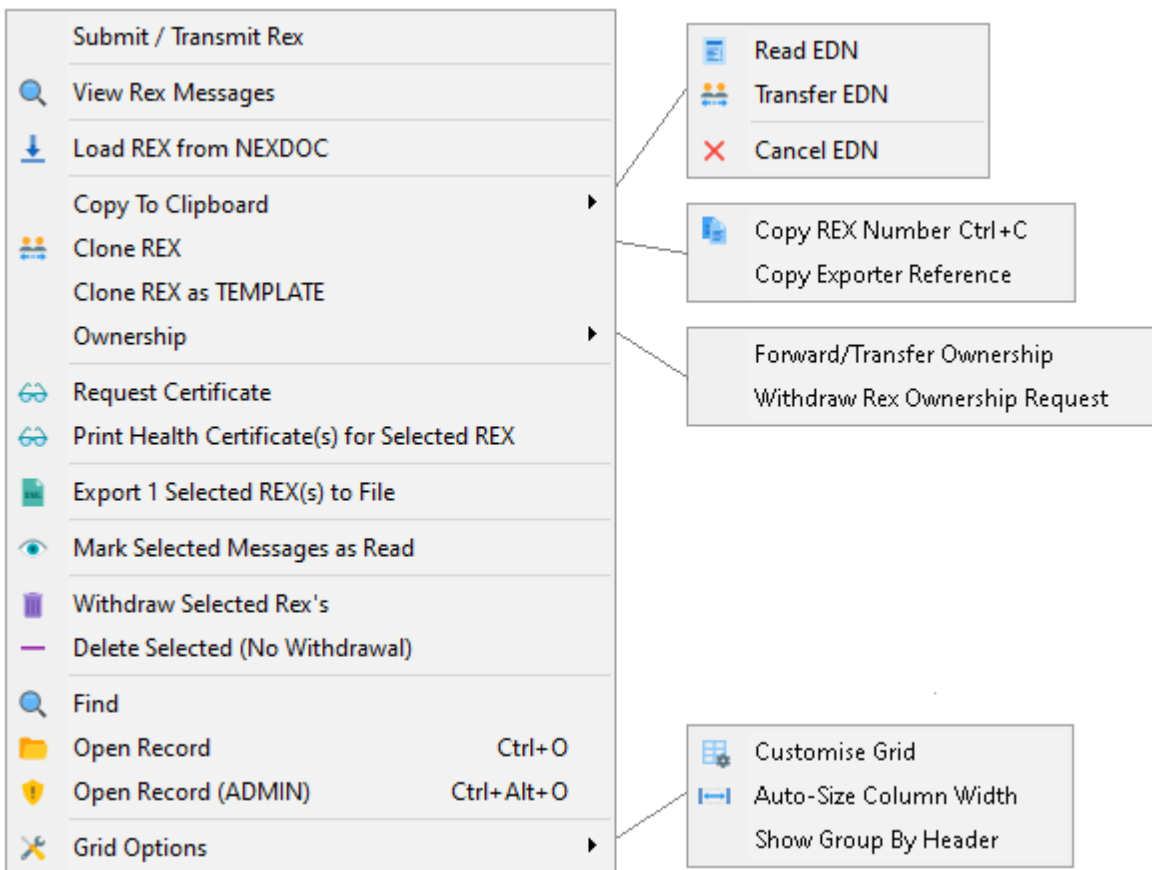 Submit / Transmit Rex
View Rex Messages
Load REX from NEXDOC
Copy To Clipboard
Clone REX
Clone REX as TEMPLATE
Ownership
Request Certificate
Print Health Certificate(s) for Selected REX
Export 1 Selected REX(s) to File
Mark Selected Messages as Read
Withdraw Selected Rex's
Delete Selected (No Withdrawal)
Find
Open Record Ctrl+O
Open Record (ADMIN) Ctrl+Alt+O
Grid Options
Read EDN
Transfer EDN
Cancel EDN
Copy REX Number Ctrl+C
Copy Exporter Reference
Forward/Transfer Ownership
Withdraw Rex Ownership Request
Customise Grid
Auto-Size Column Width
Show Group By Header